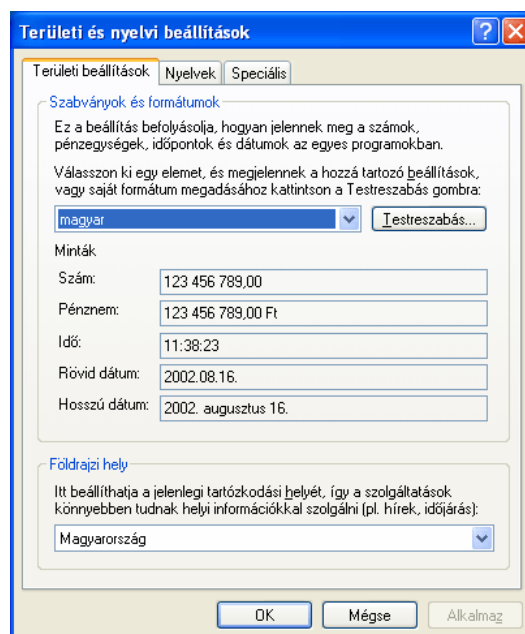 Területi és nyelvi beállítások
Területi beállítások Nyelvek Speciális
Szabványok és formátumok
Ez a beállítás befolyásolja, hogyan jelennek meg a számok,
pénzegységek, időpontok és dátumok az egyes programokban.
Válasszon ki egy elemet, és megjelennek a hozzá tartozó beállítások,
vagy saját formátum megadásához kattintson a Testreszabás gombra:
magyar Testreszabás...
Minták
Szám: 123 456 789,00
Pénznem: 123 456 789,00 Ft
Idő: 11:38:23
Rövid dátum: 2002.08.16.
Hosszú dátum: 2002. augusztus 16.
Földrajzi hely
Itt beállíthatja a jelenlegi tartózkodási helyét, így a szolgáltatások
könnyebben tudnak helyi információkkal szolgálni (pl. hírek, időjárás):
Magyarország
OK Mégse Alkalmaz